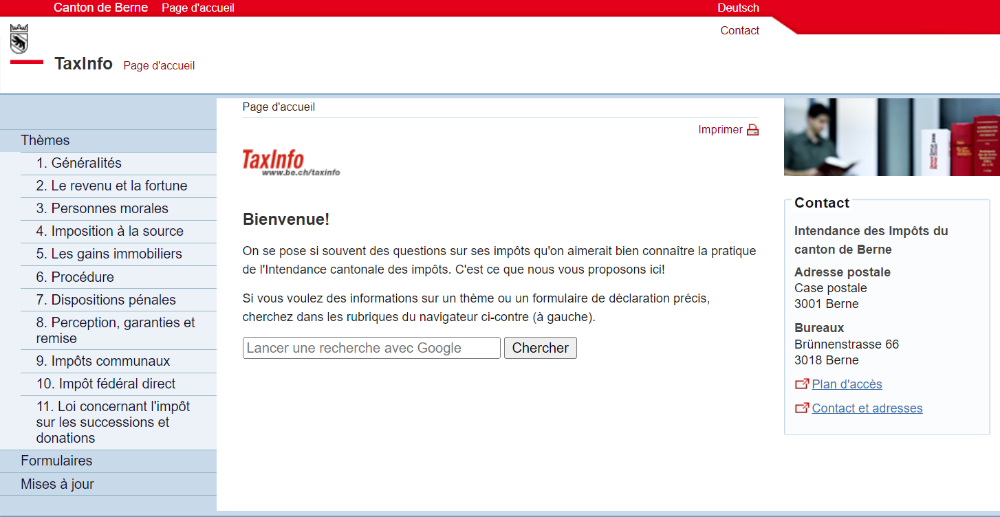 Canton de Berne Page d'accueil Deutsch
Contact
TaxInfo Page d'accueil
Thèmes
1. Généralités
2. Le revenu et la fortune
3. Personnes morales
4. Imposition à la source
5. Les gains immobiliers
6. Procédure
7. Dispositions pénales
8. Perception, garanties et
remise
9. Impôts communaux
10. Impôt fédéral direct
11. Loi concernant l'impôt
sur les successions et
donations
Formulaires
Mises à jour
Page d'accueil
Imprimer
TaxInfo
www.be.ch/taxinfo
Bienvenue!
On se pose si souvent des questions sur ses impôts qu'on aimerait bien connaître la pratique
de l'Intendance cantonale des impôts. C'est ce que nous vous proposons ici!
Si vous voulez des informations sur un thème ou un formulaire de déclaration précis,
cherchez dans les rubriques du navigateur ci-contre (à gauche).
Lancer une recherche avec Google Chercher
Contact
Intendance des Impôts du
canton de Berne
Adresse postale
Case postale
3001 Berne
Bureaux
Brünnenstrasse 66
3018 Berne
Plan d'accès
Contact et adresses